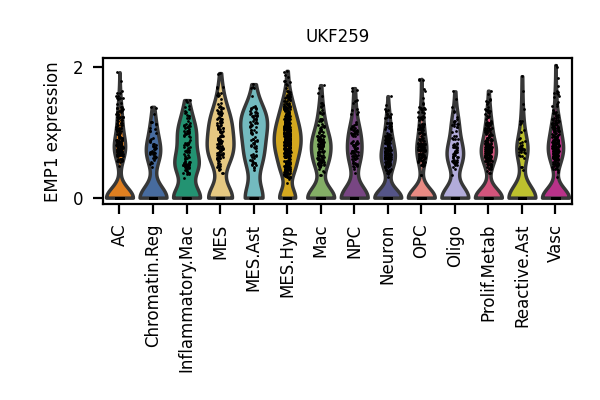 UKF259
EMP1 expression
2
0
AC
Chromatin.Reg
Inflammatory.Mac
MES
MES.Ast
MES.Hyp
Mac
NPC
Neuron
OPC
Oligo
Prolif.Metab
Reactive.Ast
Vasc